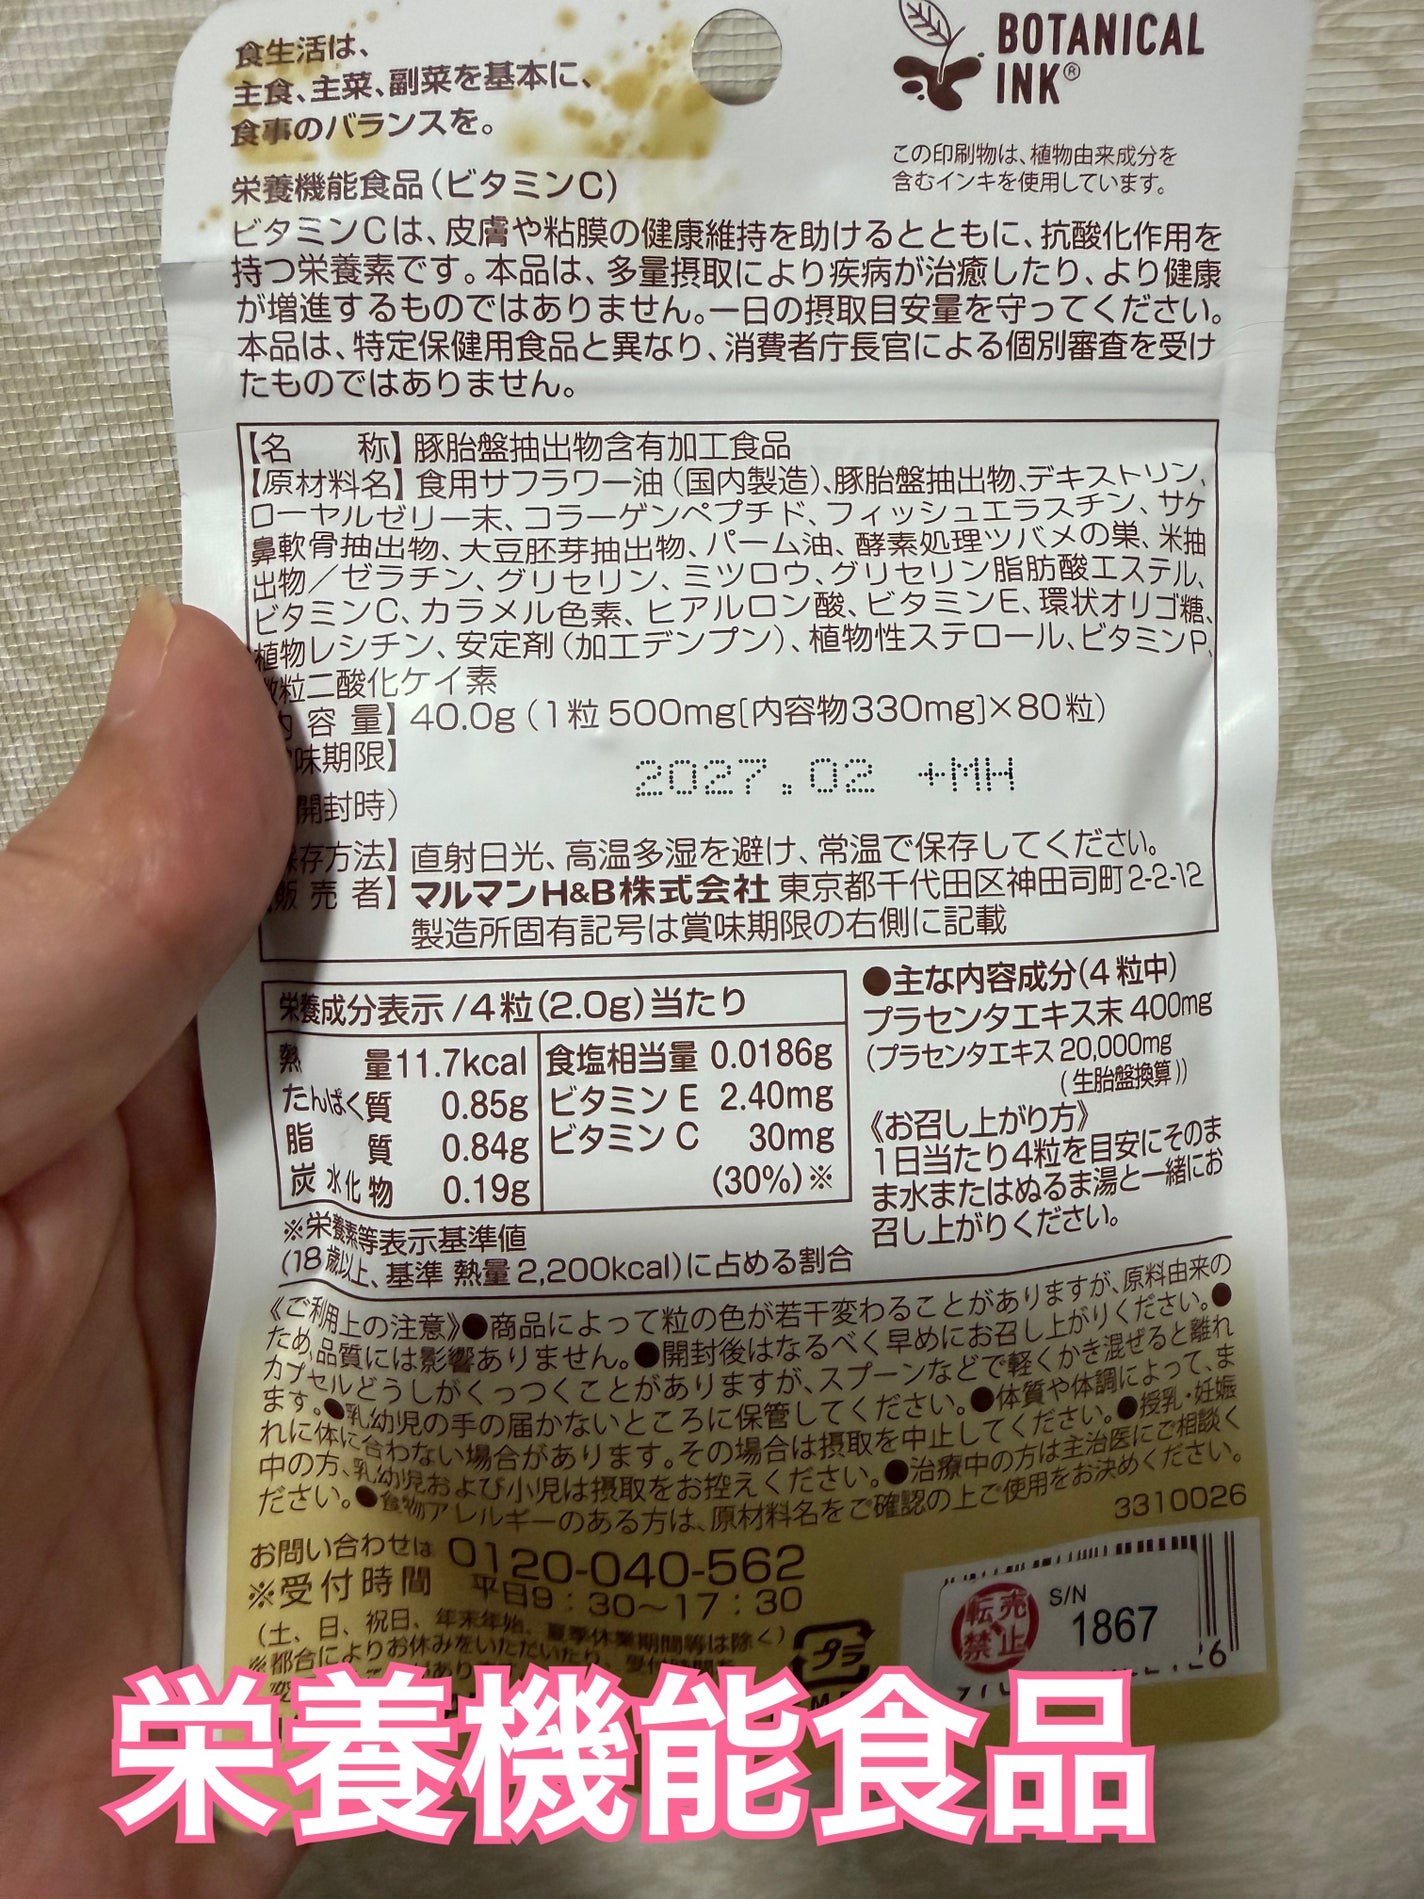 食生活は、
主食、主菜、副菜を基本に、
食事のバランスを。
BOTANICAL
INK®
この印刷物は、植物由来成分を
含むインキを使用しています。
栄養機能食品(ビタミンC)
ビタミンCは、皮膚や粘膜の健康維持を助けるとともに、抗酸化作用を
持つ栄養素です。本品は、多量摂取により疾病が治癒したり、より健康
が増進するものではありません。一日の摂取目安量を守ってください。
本品は、特定保健用食品と異なり、消費者庁長官による個別審査を受け
たものではありません。
【名 称】豚胎盤抽出物含有加工食品
【原材料名】食用サフラワー油(国内製造)、豚胎盤抽出物、デキストリン、
ローヤルゼリー末、コラーゲンペプチド、フィッシュエラスチン、サケ
鼻軟骨抽出物、大豆胚芽抽出物、パーム油、酵素処理ツバメの巣、米抽
出物/ゼラチン、グリセリン、ミツロウ、グリセリン脂肪酸エステル、
ビタミンC、カラメル色素、ヒアルロン酸、ビタミンE、環状オリゴ糖、
植物レシチン、安定剤(加工デンプン)、植物性ステロール、ビタミンP、
粒二酸化ケイ素
内容量】40.0g(1粒500mg[内容物330mg]×80粒)
味期限】
2027.02 +MH
開封時)
存方法】直射日光、高温多湿を避け、常温で保存してください。
販売者】マルマンH&B株式会社 東京都千代田区神田司町2-2-12
製造所固有記号は賞味期限の右側に記載
栄養成分表示/4粒(2.0g)当たり
熱量 11.7kcal 食塩相当量 0.0186g
たんぱく質 0.85g ビタミンE 2.40mg
脂質 0.84g ビタミンC 30mg
炭水化物 0.19g (30%)※
※栄養素等表示基準値
(18歳以上、基準 熱量2,200kcal)に占める割合
●主な内容成分(4粒中)
プラセンタエキス末 400mg
(プラセンタエキス 20,000mg
(生胎盤換算))
《お召し上がり方》
1日当たり4粒を目安にそのま
ま水またはぬるま湯と一緒にお
召し上がりください。
《ご利用上の注意》●商品によって粒の色が若干変わることがありますが、原料由来の
ため、品質には影響ありません。●開封後はなるべく早めにお召し上がりください。●
カプセルどうしがくっつくことがありますが、スプーンなどで軽くかき混ぜると離れ
ます。●乳幼児の手の届かないところに保管してください。●体質や体調によって、ま
れに体に合わない場合があります。その場合は摂取を中止してください。●授乳・妊娠
中の方、乳幼児および小児は摂取をお控えください。●治療中の方は主治医にご相談く
ださい。●食物アレルギーのある方は、原材料名をご確認の上ご使用をお決めください。
3310026
お問い合わせは 0120-040-562
※受付時間 平日9:30～17:30
(土、日、祝日、年末年始、夏季休業期間等は除く)
※都合によりお休みをいただいたり、受付時間を
プラ
転売
禁止
S/N
1867
栄養機能食品